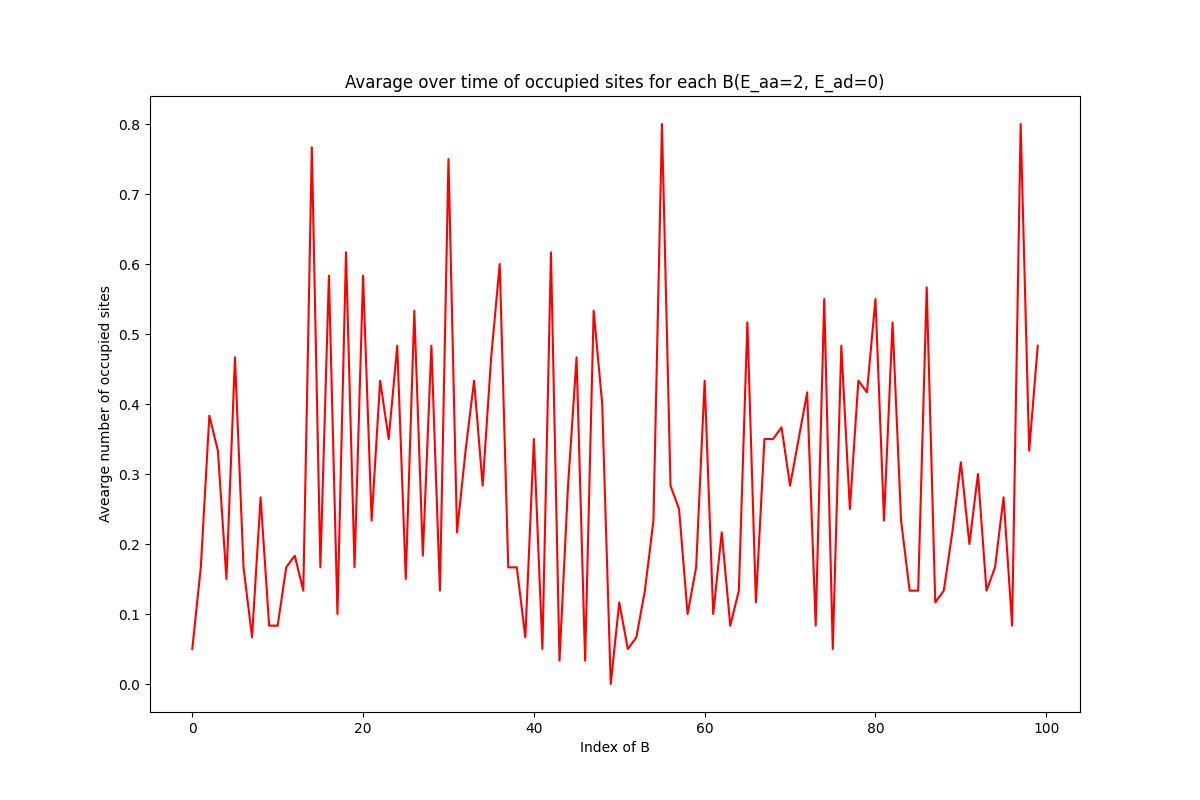 Avarage over time of occupied sites for each B(E_aa=2, E_ad=0)
0.8
0.7
0.6
0.5
0.4
0.3
0.2
0.1
0.0
Avearge number of occupied sites
0 20 40 60 80 100
Index of B